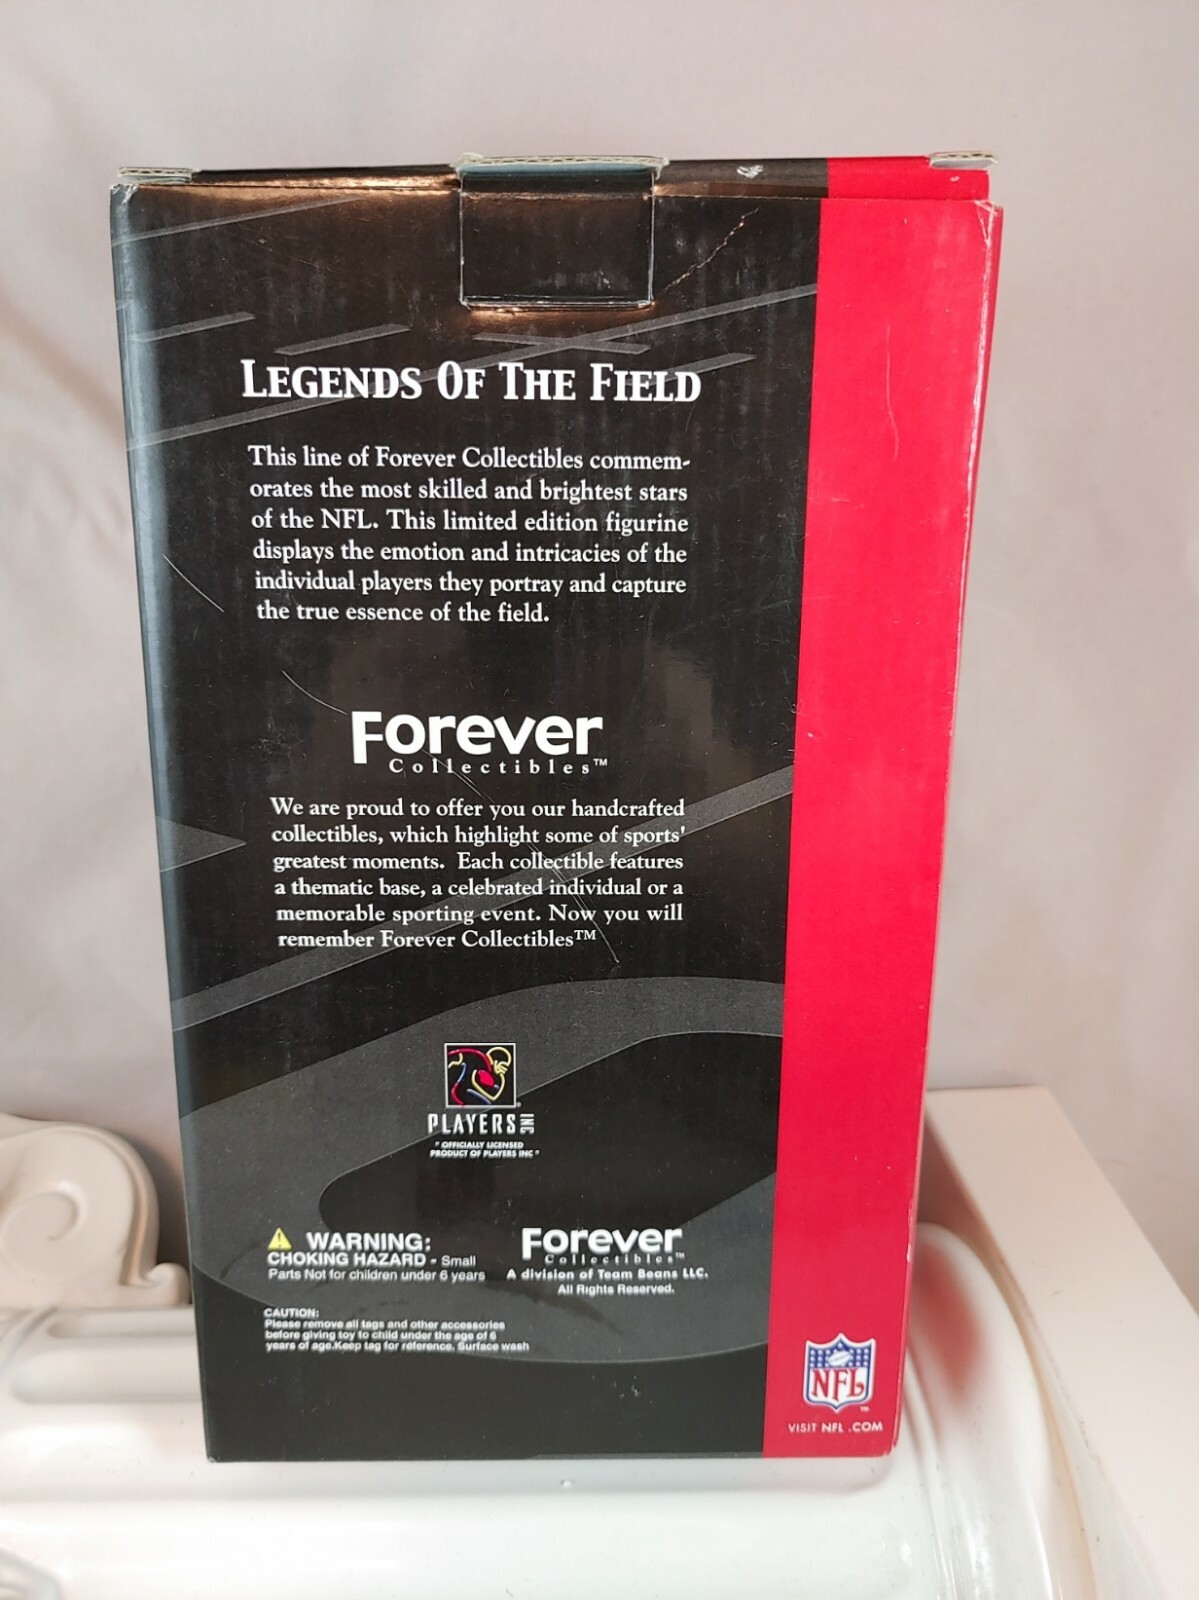 LEGENDS OF THE FIELD
This line of Forever Collectibles commem-
orates the most skilled and brightest stars
of the NFL. This limited edition figurine
displays the emotion and intricacies of the
individual players they portray and capture
the true essence of the field.
Forever
Collectibles™
We are proud to offer you our handcrafted
collectibles, which highlight some of sports'
greatest moments. Each collectible features
a thematic base, a celebrated individual or a
memorable sporting event. Now you will
remember Forever Collectibles™
PLAYERS INC
" OFFICIALLY LICENSED
PRODUCT OF PLAYERS INC "
WARNING:
CHOKING HAZARD - Small
Parts Not for children under 6 years
CAUTION:
Please remove all tags and other accessories
before giving toy to child under the age of 6
years of age.Keep tag for reference. Surface wash
Forever
Collectibles™
A division of Team Beans LLC.
All Rights Reserved.
NFL™
VISIT NFL .COM